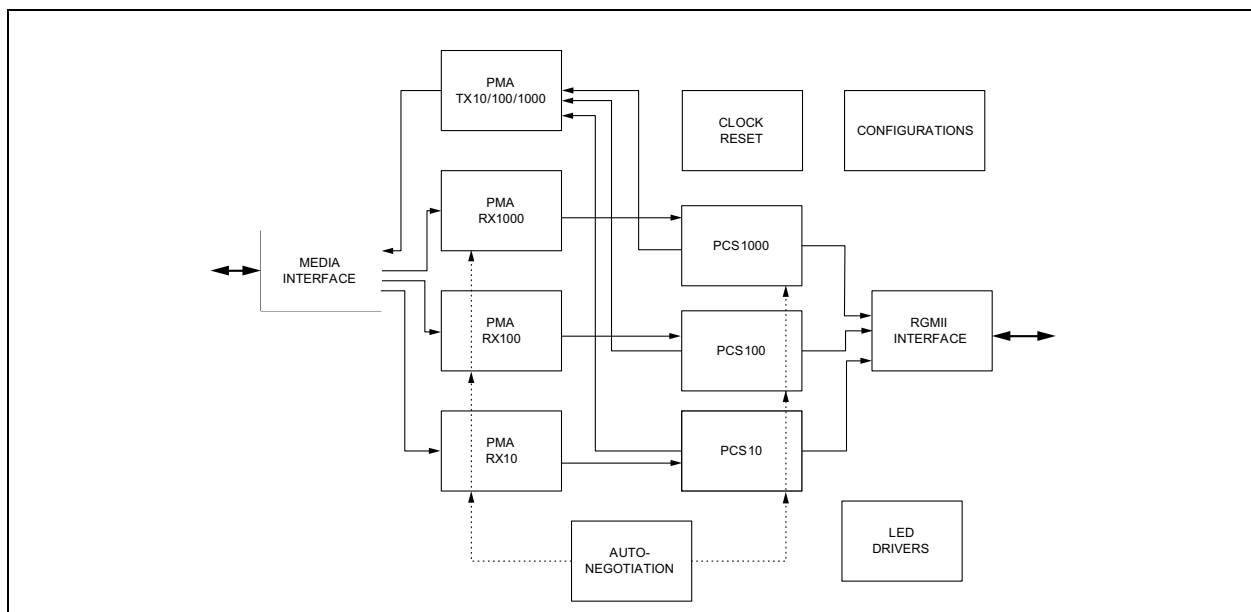 PMA
TX10/100/1000
CLOCK
RESET
CONFIGURATIONS
PMA
RX1000
PCS1000
MEDIA
INTERFACE
PMA
RX100
PCS100
RGMII
INTERFACE
PMA
RX10
PCS10
AUTO-
NEGOTIATION
LED
DRIVERS